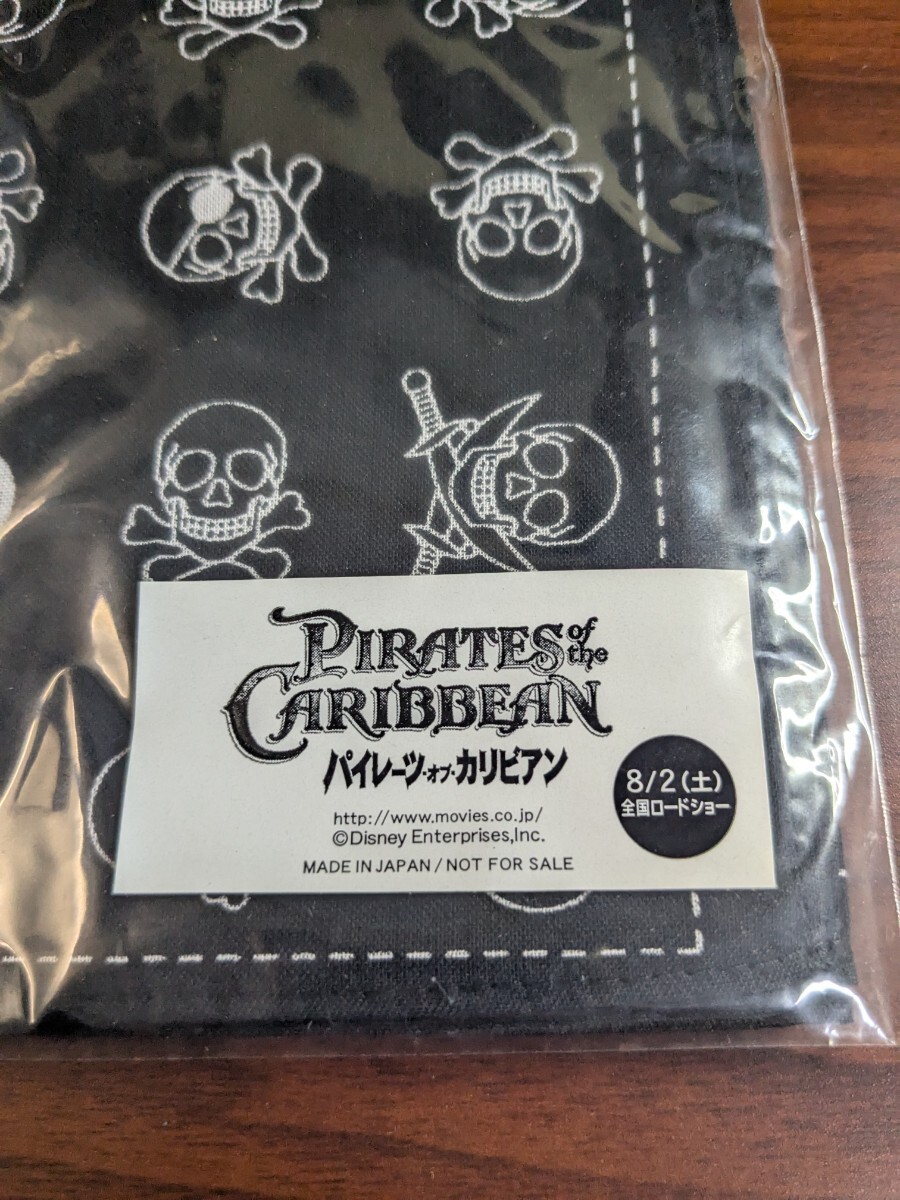 PIRATES of the
CARIBBEAN
パイレーツ・オブ・カリビアン
http://www.movies.co.jp/
©Disney Enterprises,Inc.
MADE IN JAPAN / NOT FOR SALE
8/2(土)
全国ロードショー